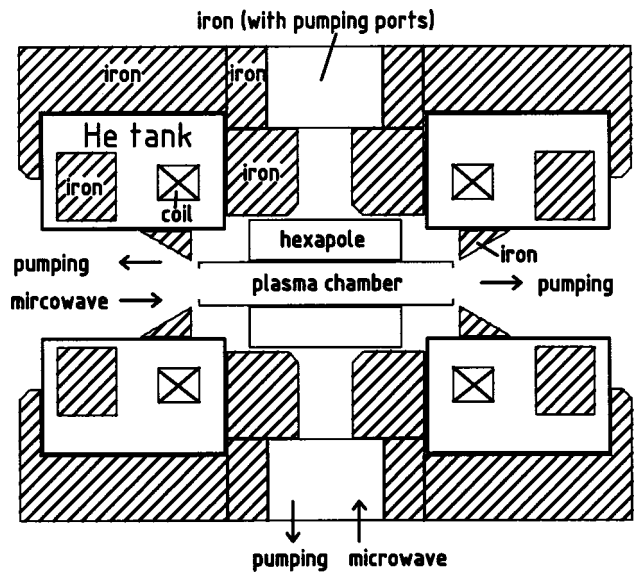 iron (with pumping ports)
iron
iron
He tank
iron
iron
coil
hexapole
iron
pumping
plasma chamber
pumping
mircowave
pumping
microwave